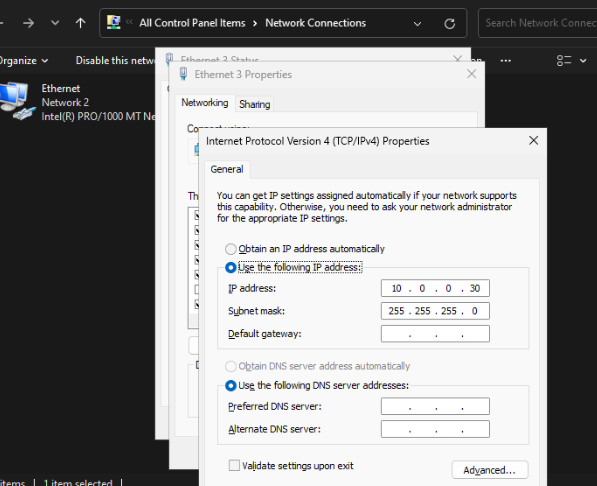 All Control Panel Items > Network Connections
Search Network Connec
Organize
Disable this netw
Ethernet
Network 2
Intel(R) PRO/1000 MT Ne
Ethernet 3 Status
Ethernet 3 Properties
Networking
Sharing
Connect using:
Internet Protocol Version 4 (TCP/IPv4) Properties
General
You can get IP settings assigned automatically if your network supports
this capability. Otherwise, you need to ask your network administrator
for the appropriate IP settings.
Obtain an IP address automatically
Use the following IP address:
IP address:
10 . 0 . 0 . 30
Subnet mask:
255 . 255 . 255 . 0
Default gateway:
. . .
Obtain DNS server address automatically
Use the following DNS server addresses:
Preferred DNS server:
. . .
Alternate DNS server:
. . .
Validate settings upon exit
Advanced...
items
1 item selected